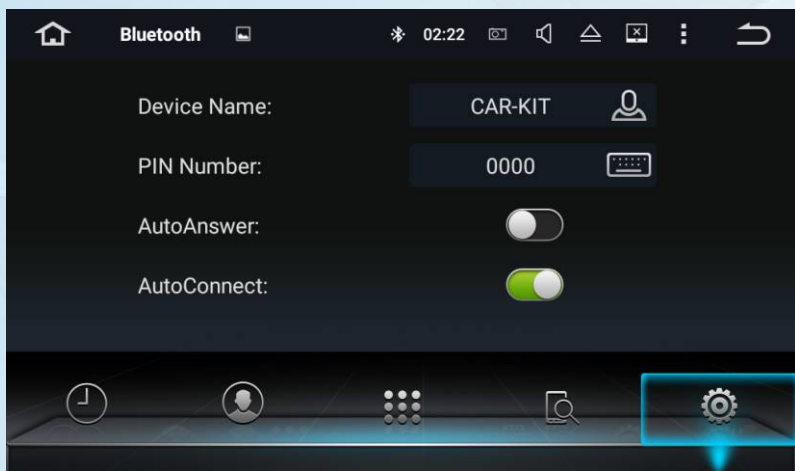 Bluetooth 02:22
Device Name: CAR-KIT
PIN Number: 0000
AutoAnswer:
AutoConnect: